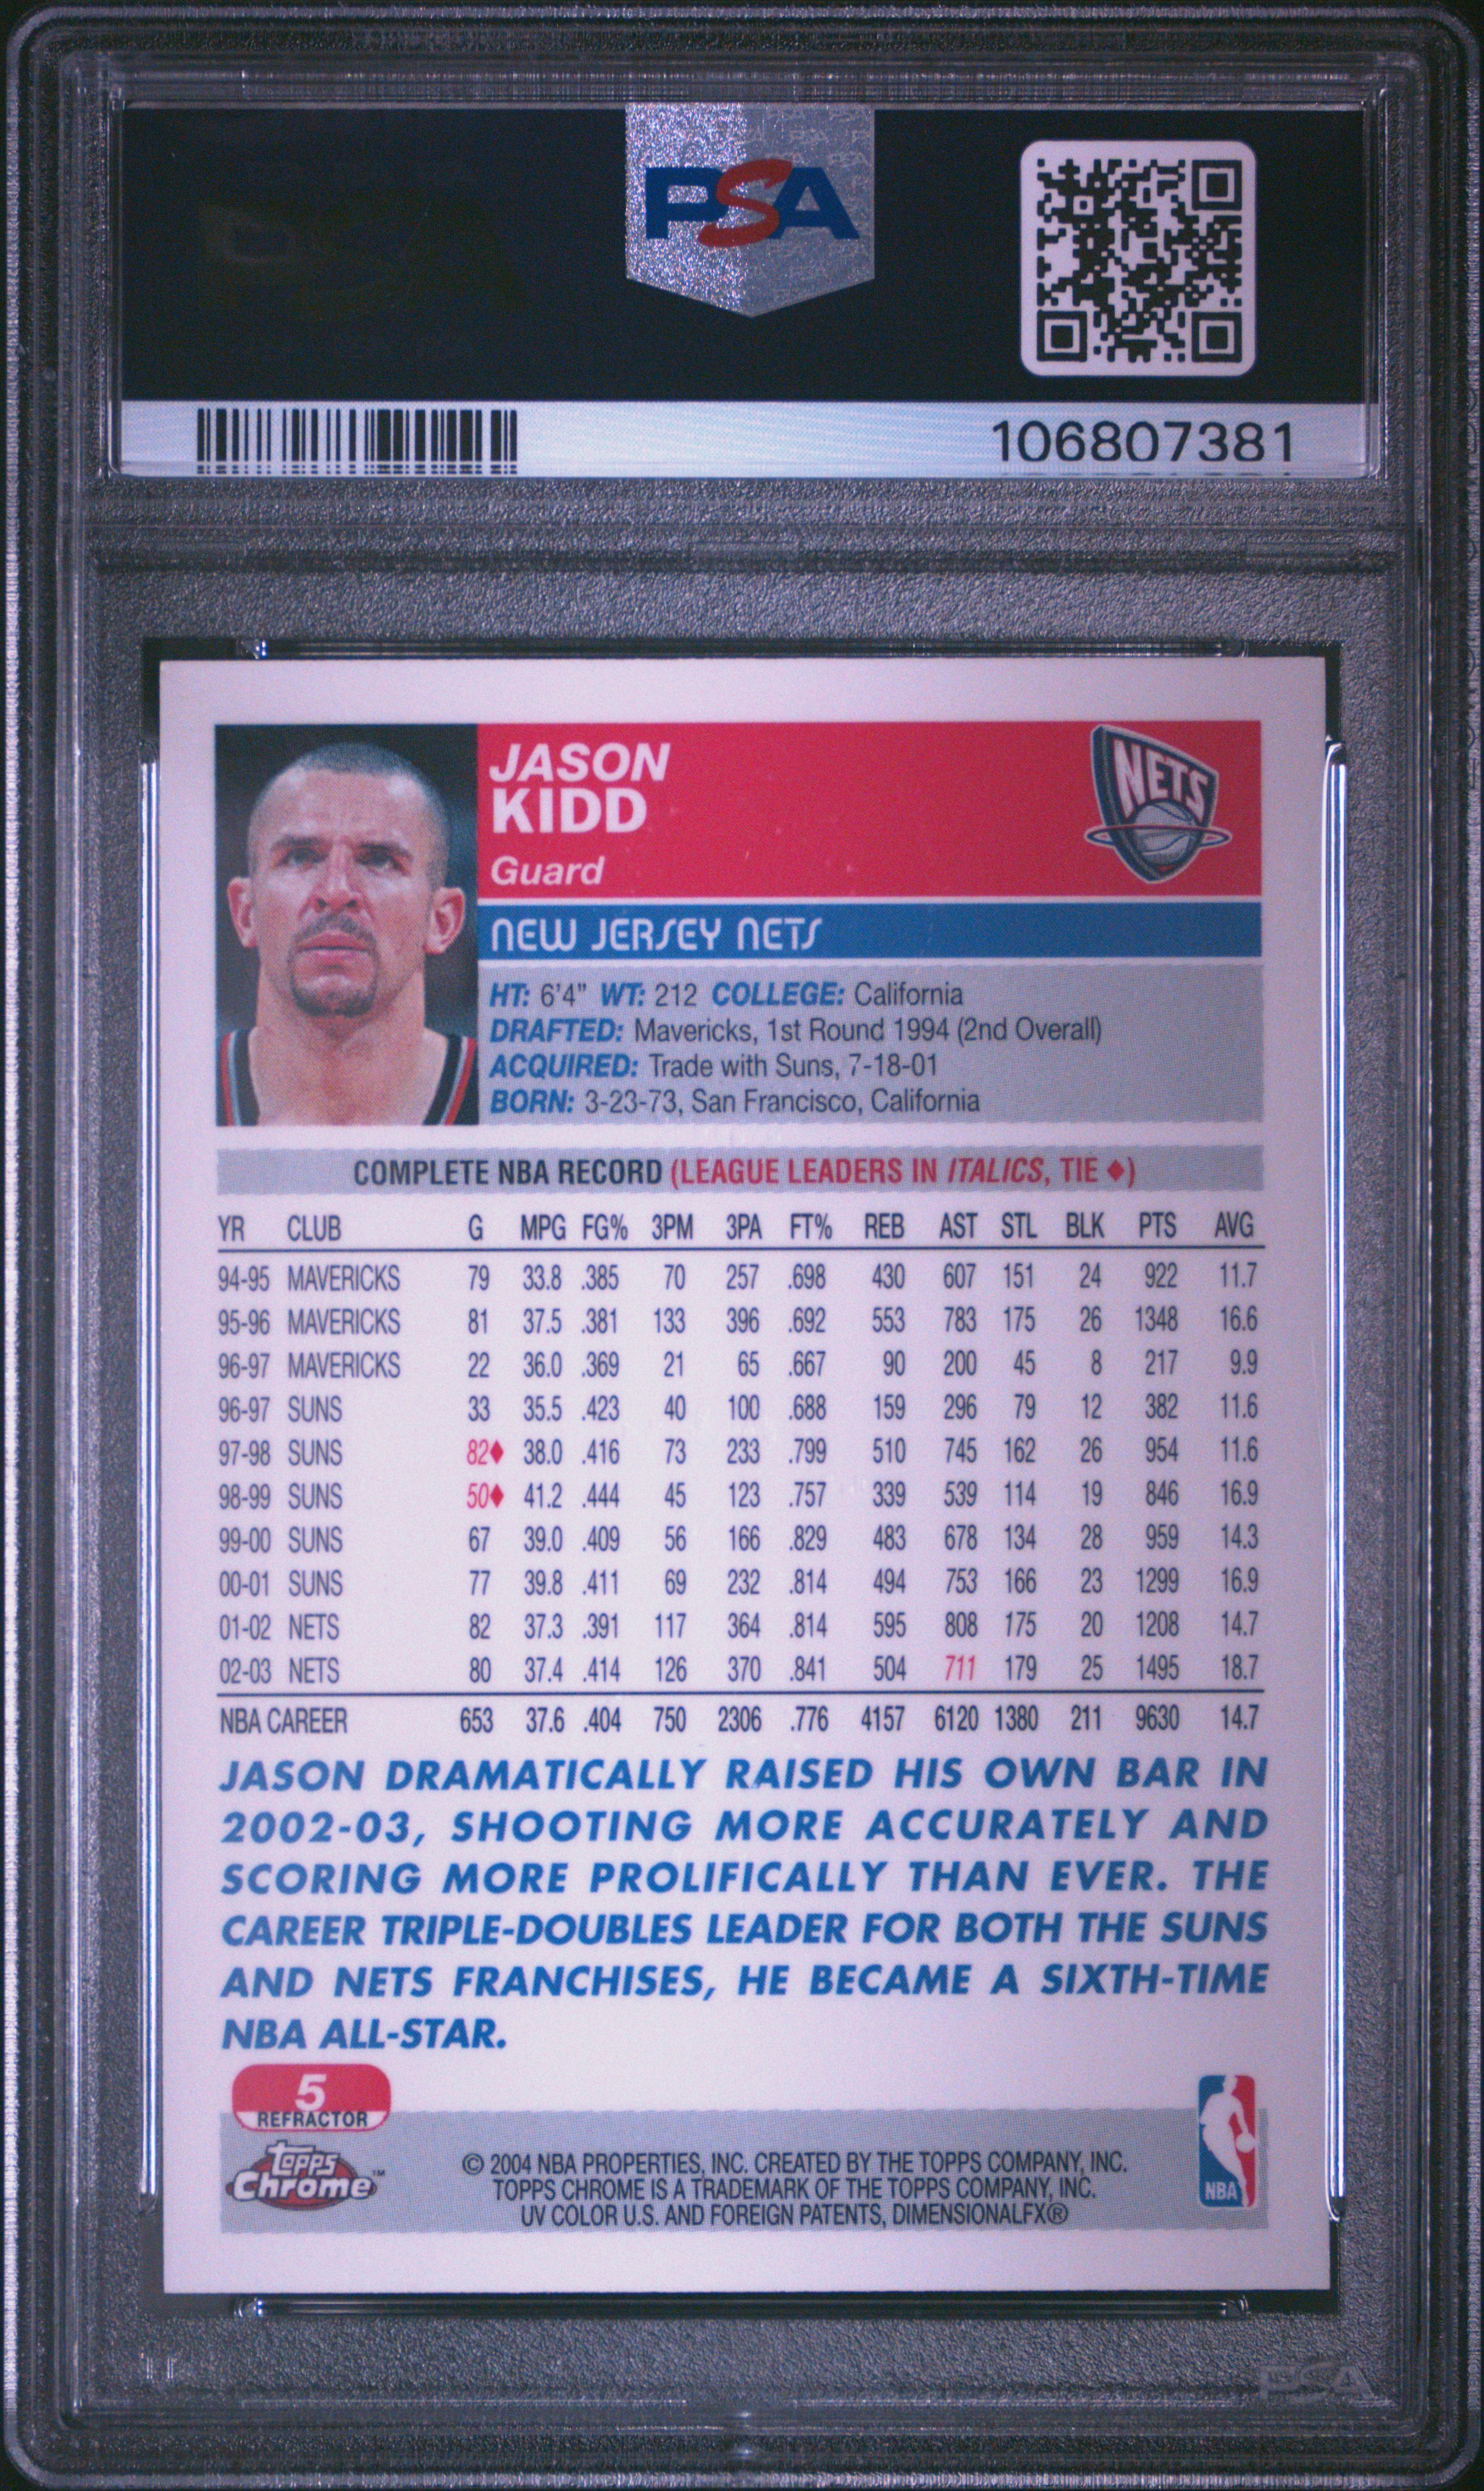 PSA
106807381
JASON
KIDD
Guard
NETS
NEW JERSEY NETS
HT: 6'4" WT: 212 COLLEGE: California
DRAFTED: Mavericks, 1st Round 1994 (2nd Overall)
ACQUIRED: Trade with Suns, 7-18-01
BORN: 3-23-73, San Francisco, California
COMPLETE NBA RECORD (LEAGUE LEADERS IN ITALICS, TIE ♦)
YR CLUB G MPG FG% 3PM 3PA FT% REB AST STL BLK PTS AVG
94-95 MAVERICKS 79 33.8 .385 70 257 .698 430 607 151 24 922 11.7
95-96 MAVERICKS 81 37.5 .381 133 396 .692 553 783 175 26 1348 16.6
96-97 MAVERICKS 22 36.0 .369 21 65 .667 90 200 45 8 217 9.9
96-97 SUNS 33 35.5 .423 40 100 .688 159 296 79 12 382 11.6
97-98 SUNS 82♦ 38.0 .416 73 233 .799 510 745 162 26 954 11.6
98-99 SUNS 50♦ 41.2 .444 45 123 .757 339 539 114 19 846 16.9
99-00 SUNS 67 39.0 .409 56 166 .829 483 678 134 28 959 14.3
00-01 SUNS 77 39.8 .411 69 232 .814 494 753 166 23 1299 16.9
01-02 NETS 82 37.3 .391 117 364 .814 595 808 175 20 1208 14.7
02-03 NETS 80 37.4 .414 126 370 .841 504 711 179 25 1495 18.7
NBA CAREER 653 37.6 .404 750 2306 .776 4157 6120 1380 211 9630 14.7
JASON DRAMATICALLY RAISED HIS OWN BAR IN
2002-03, SHOOTING MORE ACCURATELY AND
SCORING MORE PROLIFICALLY THAN EVER. THE
CAREER TRIPLE-DOUBLES LEADER FOR BOTH THE SUNS
AND NETS FRANCHISES, HE BECAME A SIXTH-TIME
NBA ALL-STAR.
5
REFRACTOR
Topps
Chrome™
© 2004 NBA PROPERTIES, INC. CREATED BY THE TOPPS COMPANY, INC.
TOPPS CHROME IS A TRADEMARK OF THE TOPPS COMPANY, INC.
UV COLOR U.S. AND FOREIGN PATENTS, DIMENSIONALFX®
NBA
PSA